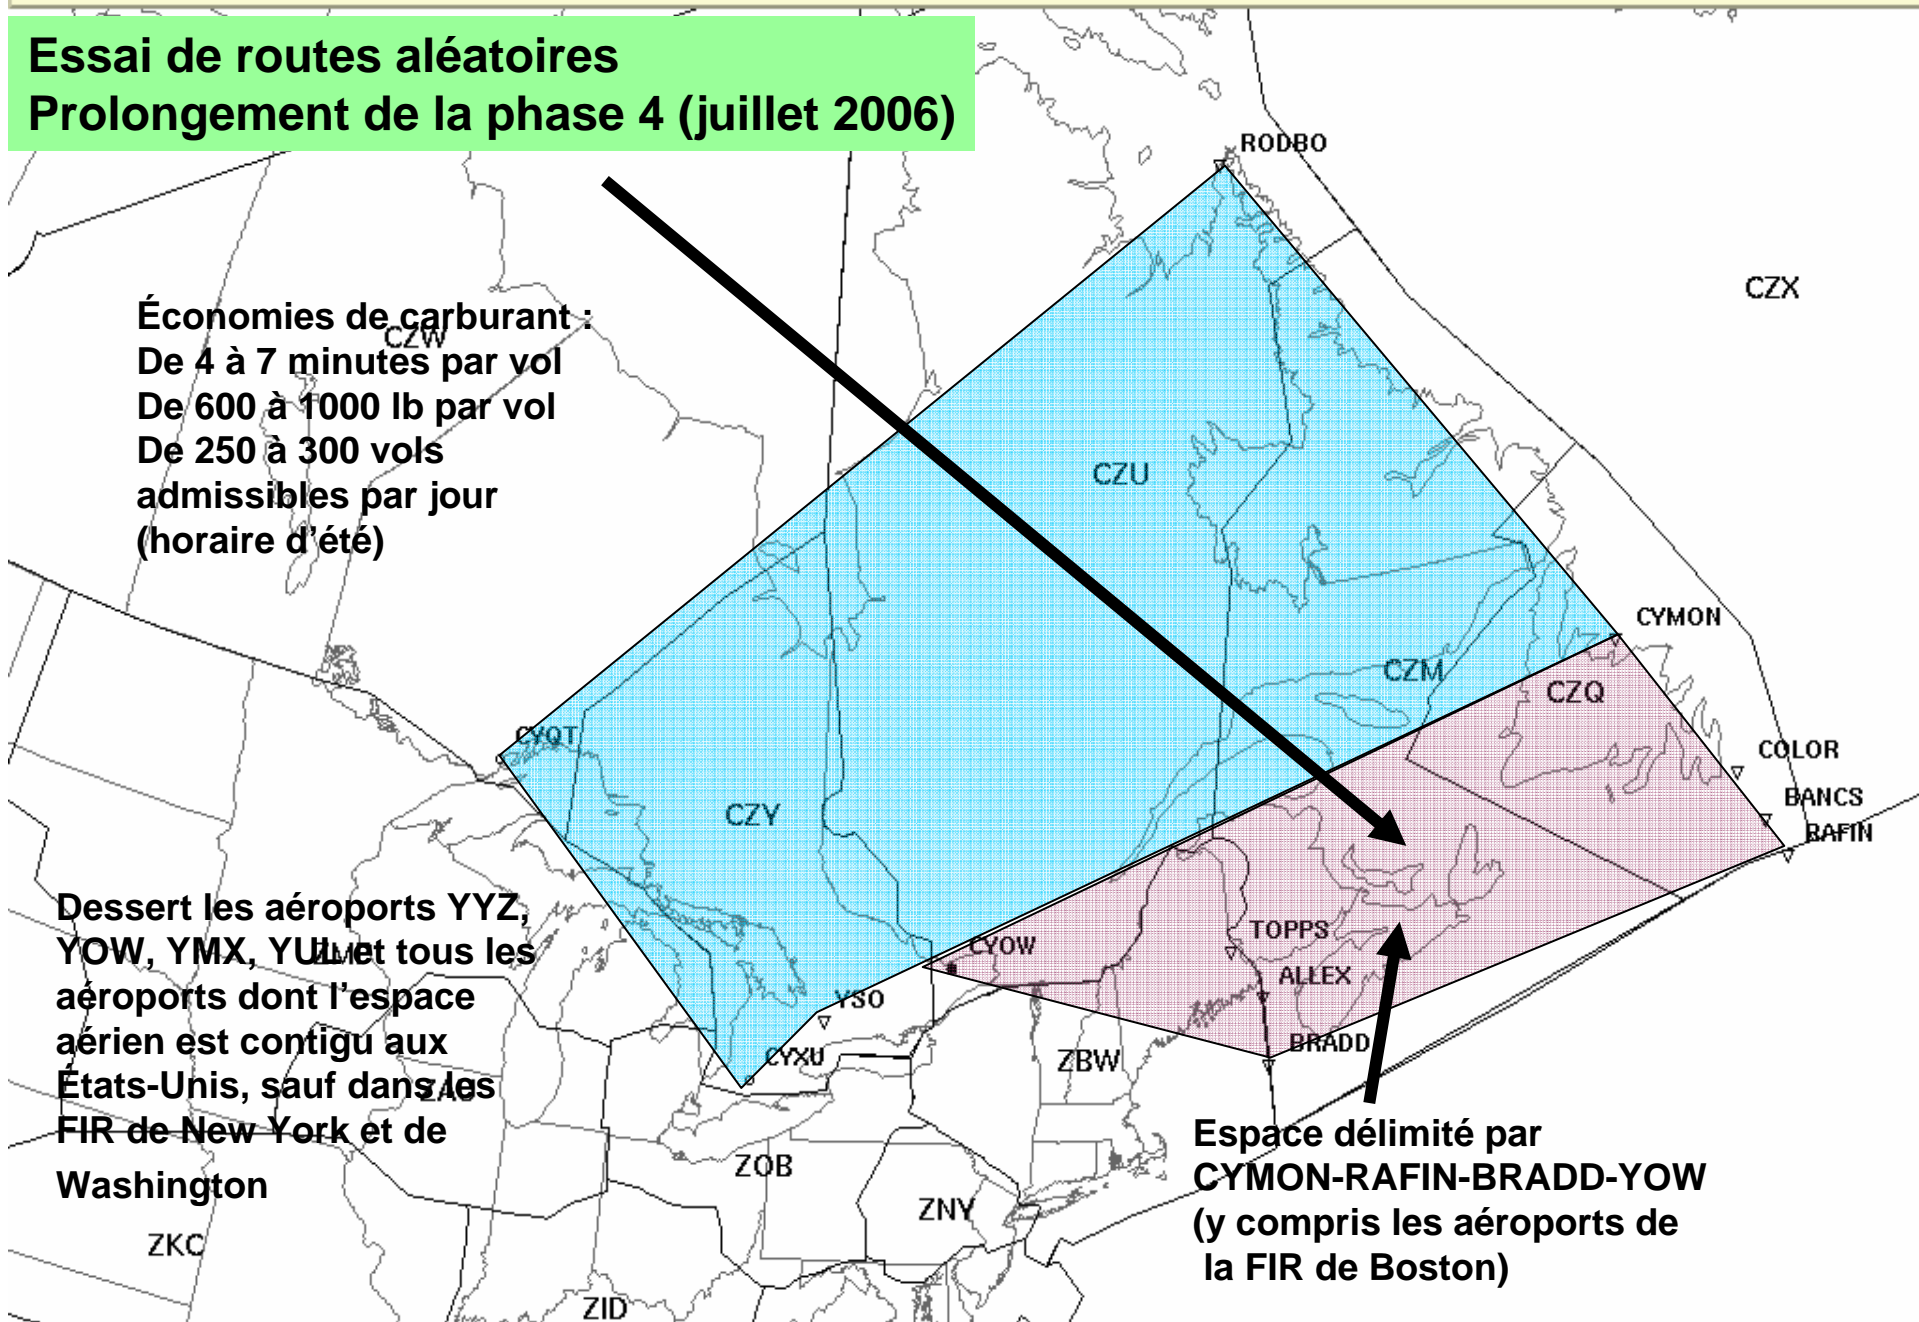 Essai de routes aléatoires
Prolongement de la phase 4 (juillet 2006)
RODBO
CZX
Économies de carburant :
CZW
De 4 à 7 minutes par vol
De 600 à 1000 lb par vol
De 250 à 300 vols
admissibles par jour
(horaire d'été)
CZU
CYMON
CZM
CZQ
CYQT
COLOR
BANCS
RAFIN
CZY
Dessert les aéroports YYZ,
YOW, YMX, YUL et tous les
aéroports dont l'espace
aérien est contigu aux
États-Unis, sauf dans les
FIR de New York et de
Washington
ZMP
ZAU
CYOW
TOPPS
ALLEX
YSO
BRADD
CYXU
ZBW
Espace délimité par
CYMON-RAFIN-BRADD-YOW
(y compris les aéroports de
la FIR de Boston)
ZOB
ZNY
ZKC
ZID